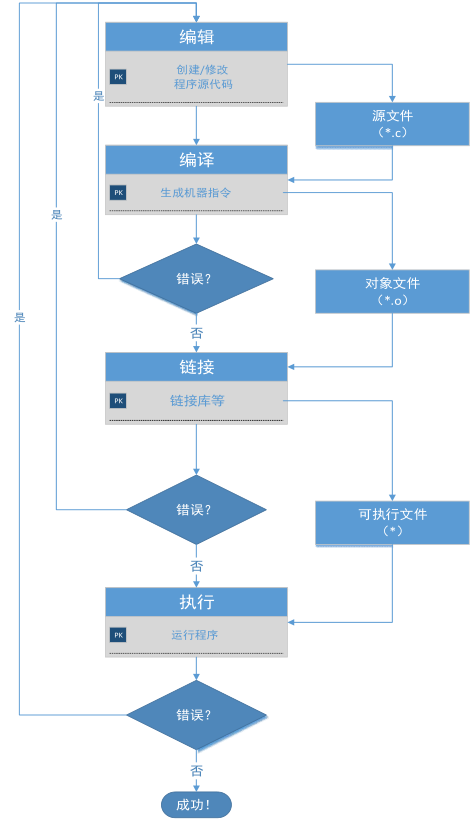 编辑
PK
创建/修改
程序源代码
是
源文件
（*.c）
编译
PK
生成机器指令
是
错误？
对象文件
（*.o）
是
否
链接
PK
链接库等
错误？
可执行文件
（*）
否
执行
PK
运行程序
错误？
否
成功！